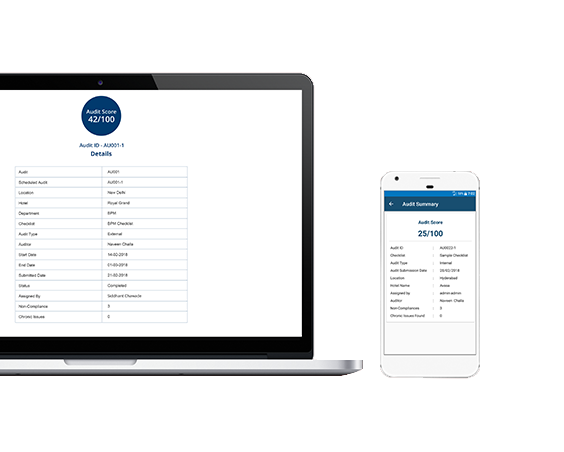 Audit Score
42/100
Audit ID - AU001-1
Details
Audit AU001
Scheduled Audit AU001-1
Location New Delhi
Hotel Royal Grand
Department BPM
Checklist BPM Checklist
Audit Type External
Auditor Naveen Challa
Start Date 14-02-2018
End Date 01-03-2018
Submitted Date 21-02-2018
Status Completed
Assigned By Siddhant
Non-Compliance 3
Chronic Issues 0
Audit Summary
Audit Score
25/100
Audit ID : AU0022-1
Checklist : Sample Checklist
Audit Type : Internal
Audit Submission Date : 26/02/2018
Location : Hyderabad
Hotel Name : Avasa
Assigned by : admin admin
Auditor : Naveen Challa
Non-Compliances : 3
Chronic Issues Found : 0